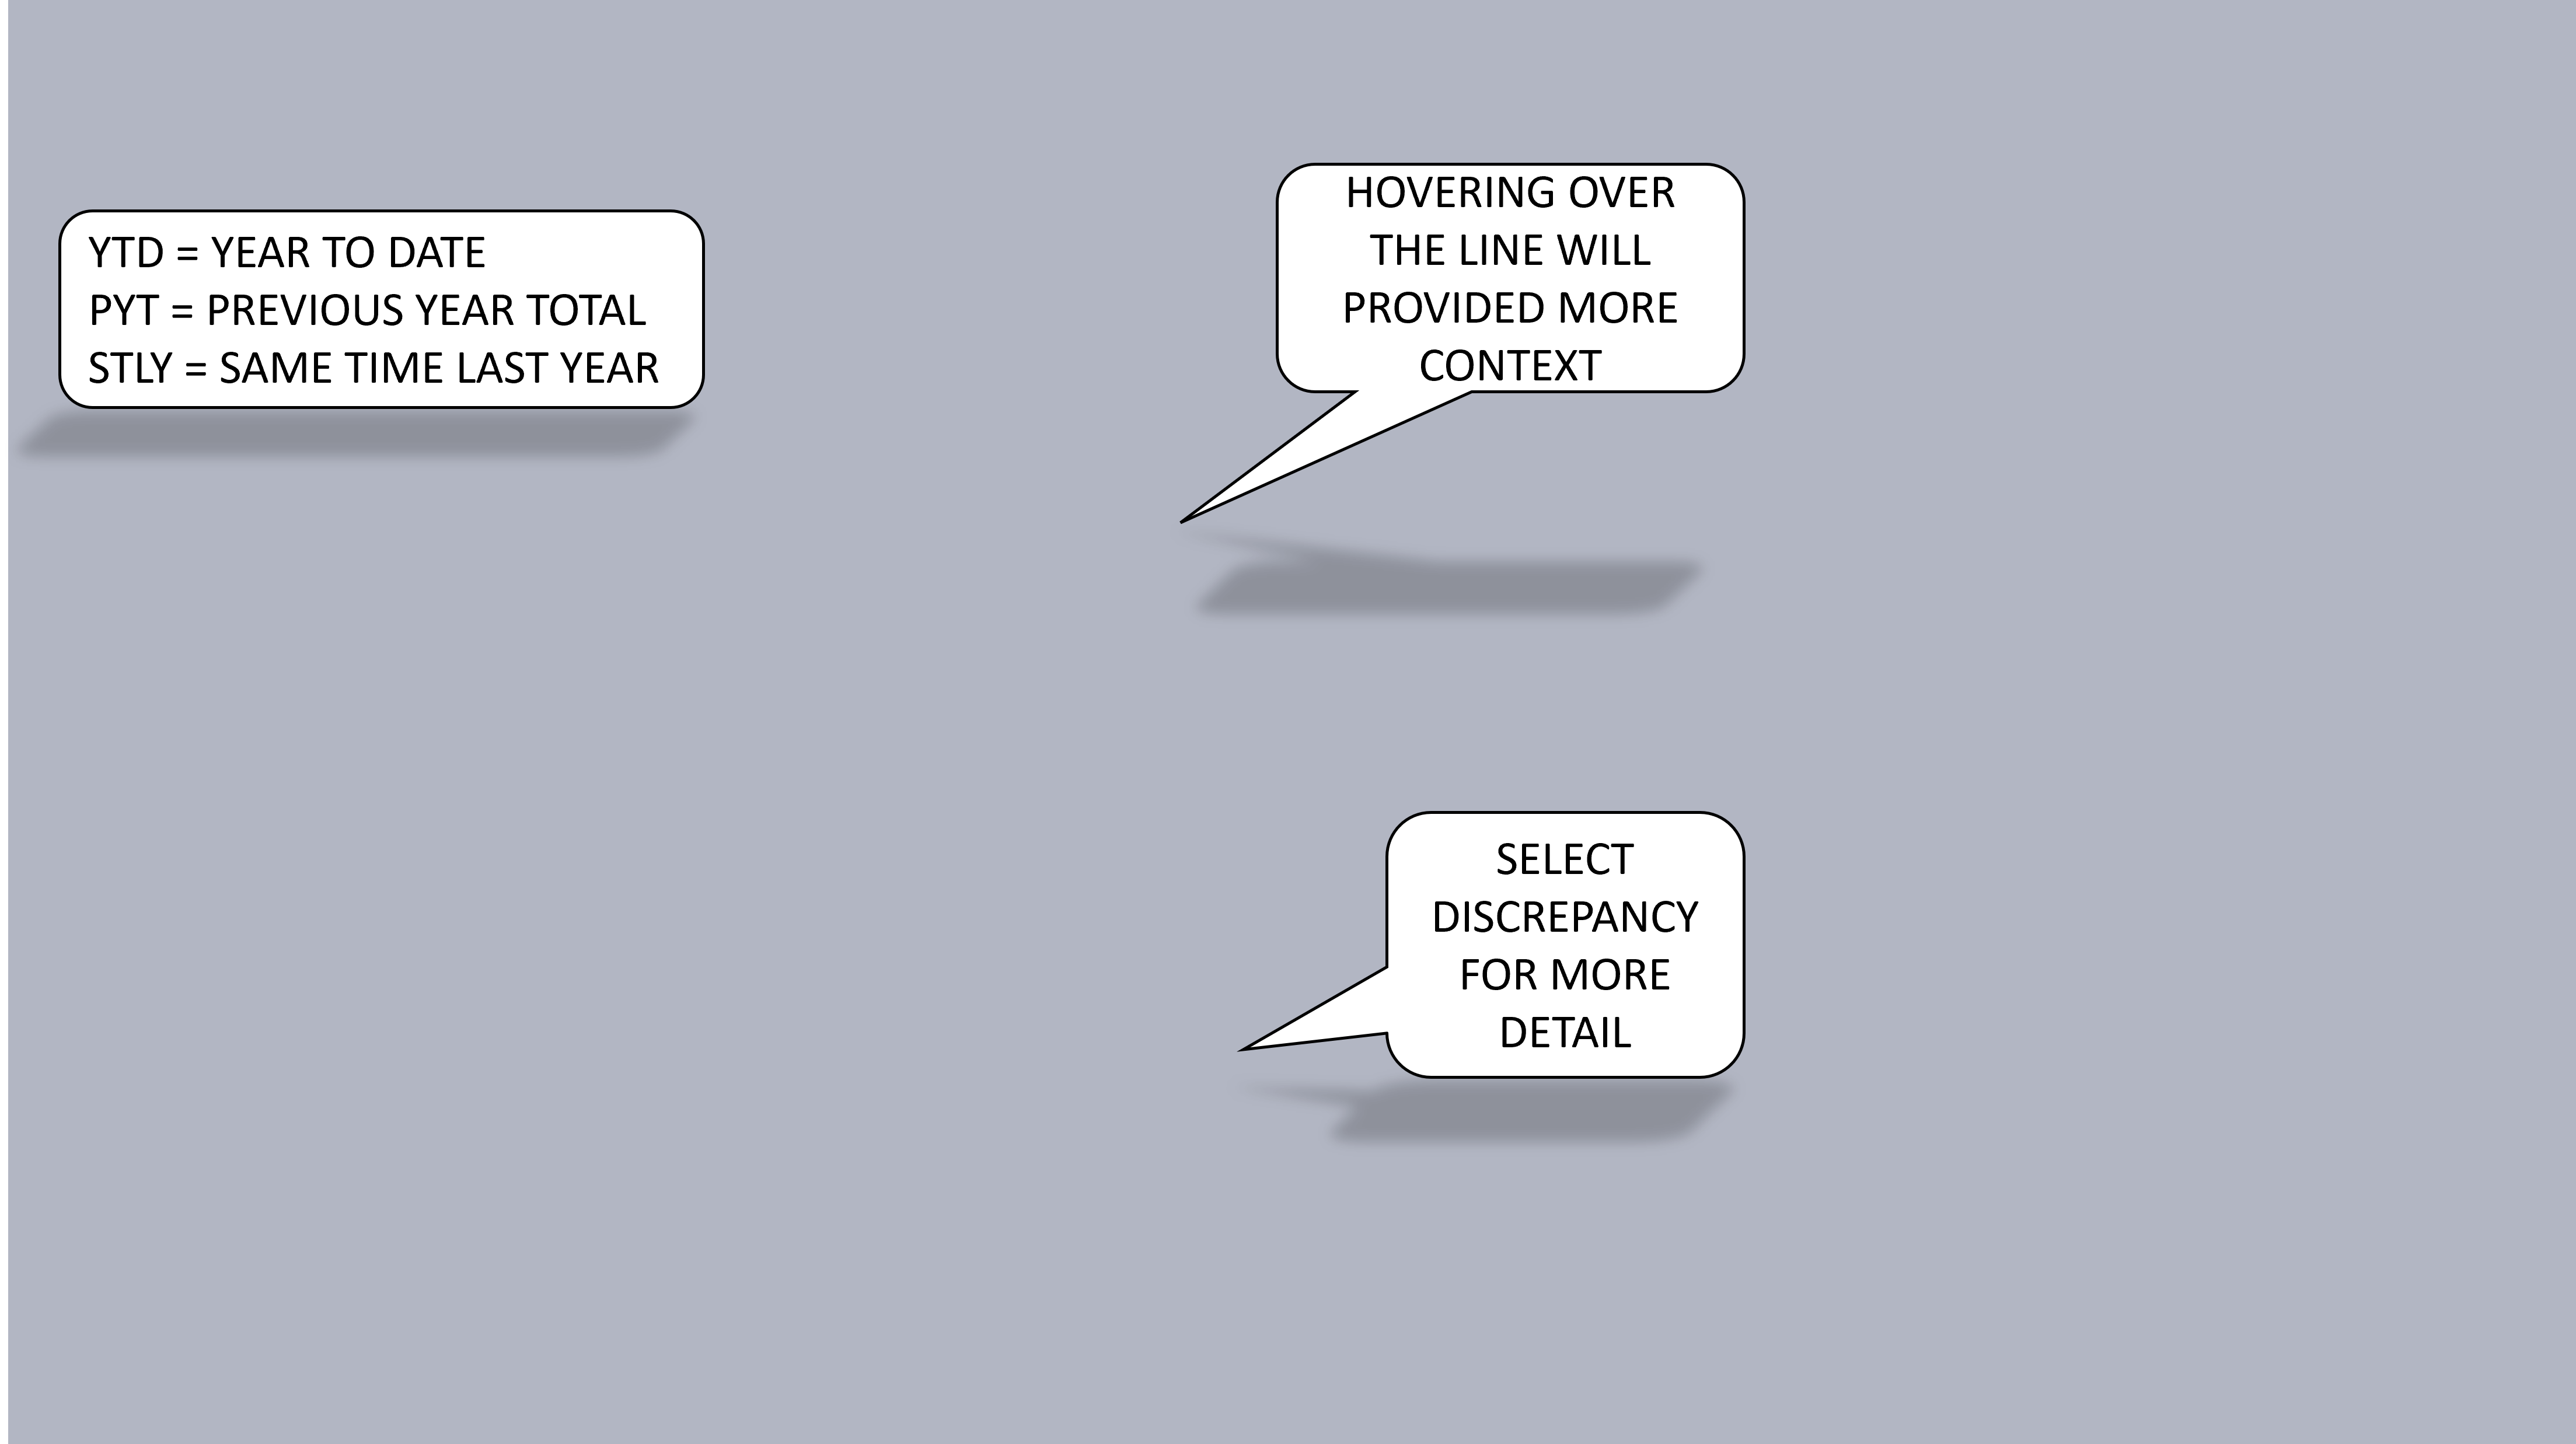 YTD = YEAR TO DATE
PYT = PREVIOUS YEAR TOTAL
STLY = SAME TIME LAST YEAR
HOVERING OVER
THE LINE WILL
PROVIDED MORE
CONTEXT
SELECT
DISCREPANCY
FOR MORE
DETAIL